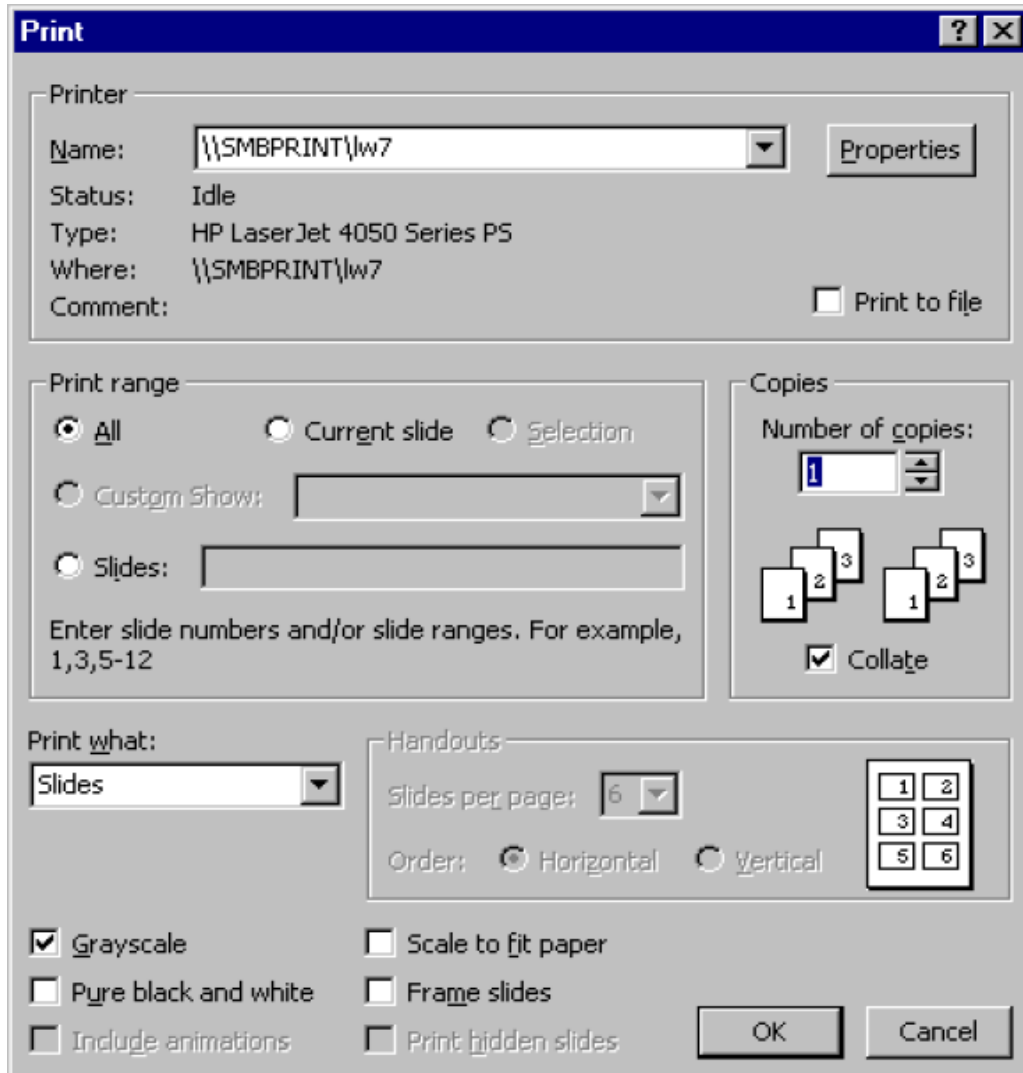 Print
Printer
Name: \\SMBPRINT\lw7 Properties
Status: Idle
Type: HP LaserJet 4050 Series PS
Where: \\SMBPRINT\lw7
Comment: Print to file
Print range
All Current slide Selection
Custom Show:
Slides:
Enter slide numbers and/or slide ranges. For example,
1,3,5-12
Copies
Number of copies:
1
1 2 3 1 2 3
Collate
Print what:
Slides
Handouts
Slides per page: 6
Order: Horizontal Vertical
1 2
3 4
5 6
Grayscale Scale to fit paper
Pure black and white Frame slides
Include animations Print hidden slides
OK Cancel